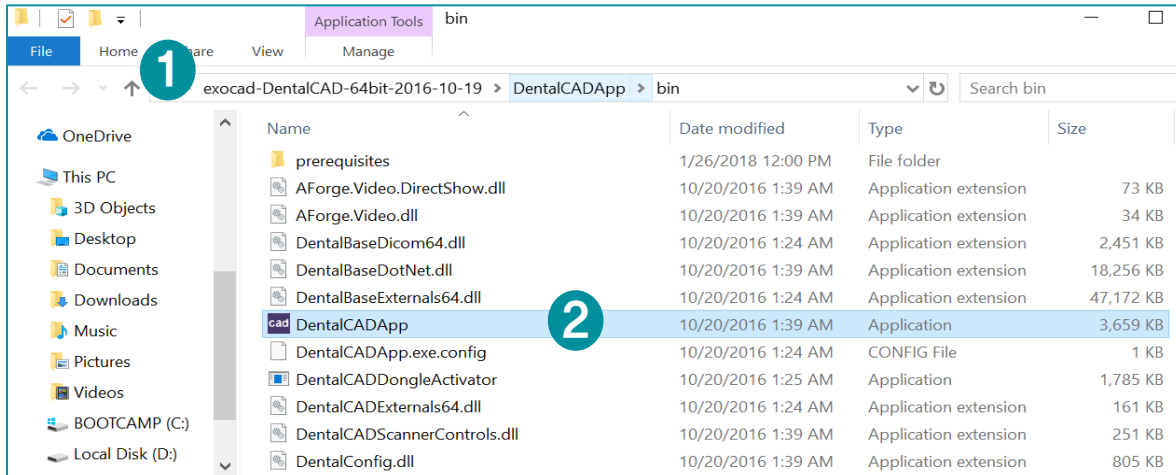 Application Tools bin
File Home Share View Manage
1
exocad-DentalCAD-64bit-2016-10-19 > DentalCADApp > bin Search bin
Name Date modified Type Size
OneDrive
prerequisites 1/26/2018 12:00 PM File folder
This PC
AForge.Video.DirectShow.dll 10/20/2016 1:39 AM Application extension 73 KB
3D Objects
AForge.Video.dll 10/20/2016 1:39 AM Application extension 34 KB
Desktop
DentalBaseDicom64.dll 10/20/2016 1:24 AM Application extension 2,451 KB
Documents
DentalBaseDotNet.dll 10/20/2016 1:39 AM Application extension 18,256 KB
Downloads
DentalBaseExternals64.dll 10/20/2016 1:24 AM Application extension 47,172 KB
Music
cad DentalCADApp 2 10/20/2016 1:39 AM Application 3,659 KB
Pictures
DentalCADApp.exe.config 10/20/2016 1:24 AM CONFIG File 1 KB
Videos
DentalCADDongleActivator 10/20/2016 1:25 AM Application 1,785 KB
BOOTCAMP (C:)
DentalCADExternals64.dll 10/20/2016 1:24 AM Application extension 161 KB
Local Disk (D:)
DentalCADScannerControls.dll 10/20/2016 1:39 AM Application extension 251 KB
DentalConfig.dll 10/20/2016 1:39 AM Application extension 805 KB